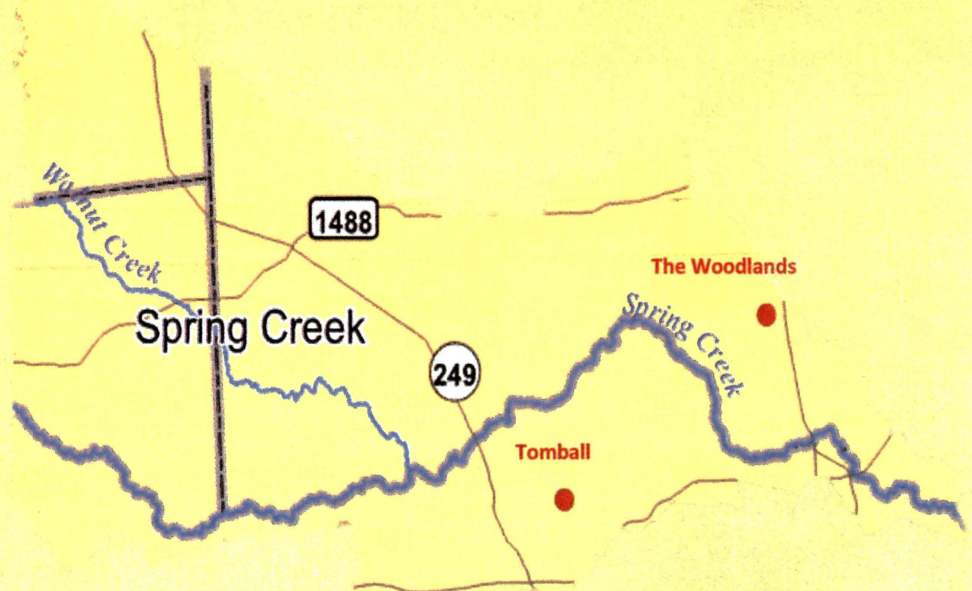 Walnut Creek
1488
The Woodlands
Spring Creek
Spring Creek
249
Tomball